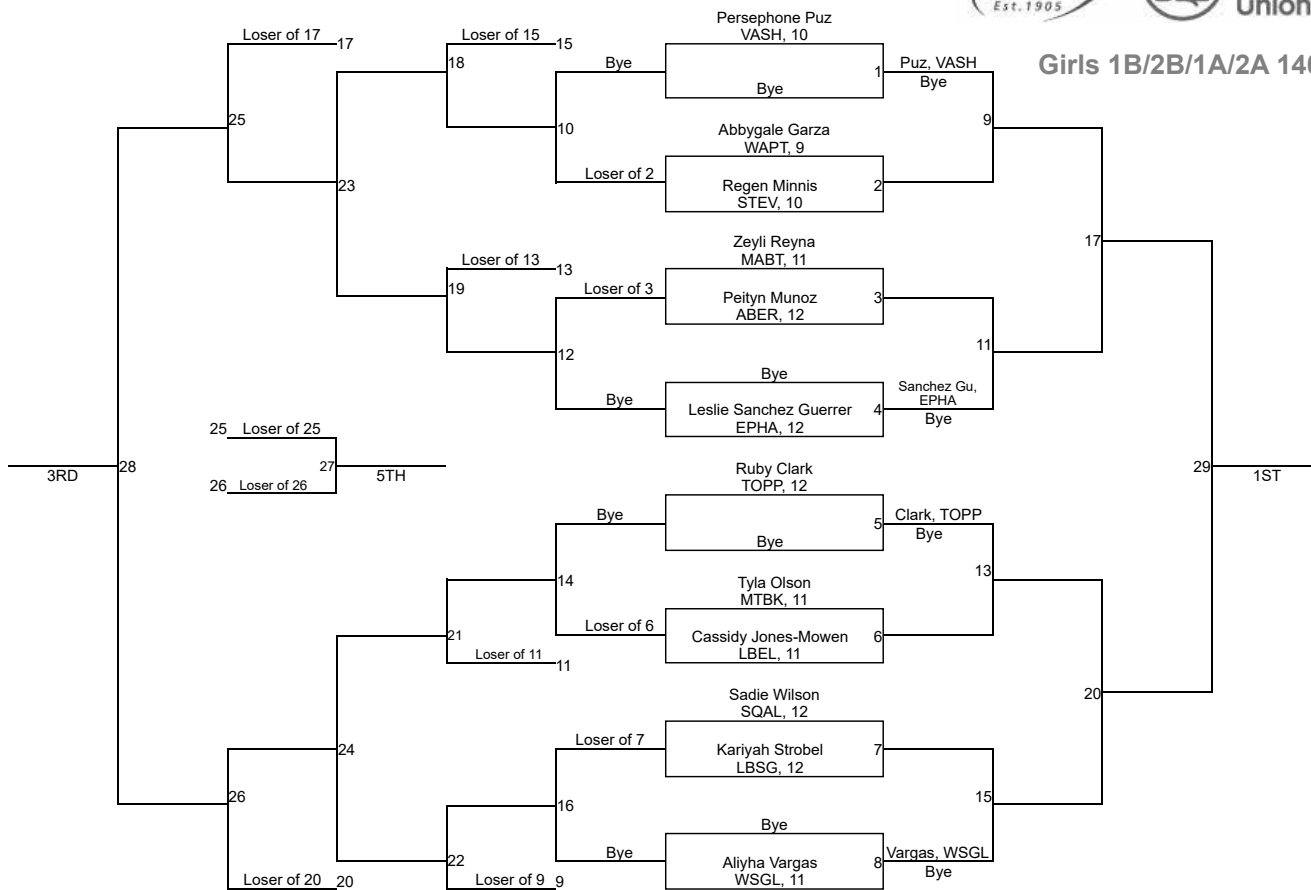 Est. 1905
Union
Girls 1B/2B/1A/2A 140
Persephone Puz
VASH, 10
Loser of 17 17
Loser of 15 15
18
Bye
1
Puz, VASH
Bye
Bye
25
10
9
Abbygale Garza
WAPT, 9
Loser of 2
Regen Minnis
STEV, 10
2
23
Zeyli Reyna
MABT, 11
17
Loser of 13 13
19
Loser of 3
Peityn Munoz
ABER, 12
3
12
11
Bye
Bye
Leslie Sanchez Guerrer
EPHA, 12
4
Sanchez Gu,
EPHA
Bye
25 Loser of 25
3RD
28
27
5TH
26 Loser of 26
29
1ST
Ruby Clark
TOPP, 12
Bye
5
Clark, TOPP
Bye
Bye
14
13
Tyla Olson
MTBK, 11
21
Loser of 6
Cassidy Jones-Mowen
LBEL, 11
6
Loser of 11 11
20
Sadie Wilson
SQAL, 12
24
Loser of 7
Kariyah Strobel
LBSG, 12
7
26
16
15
Bye
22
Bye
Aliyha Vargas
WSGL, 11
8
Vargas, WSGL
Bye
Loser of 20 20
Loser of 9 9